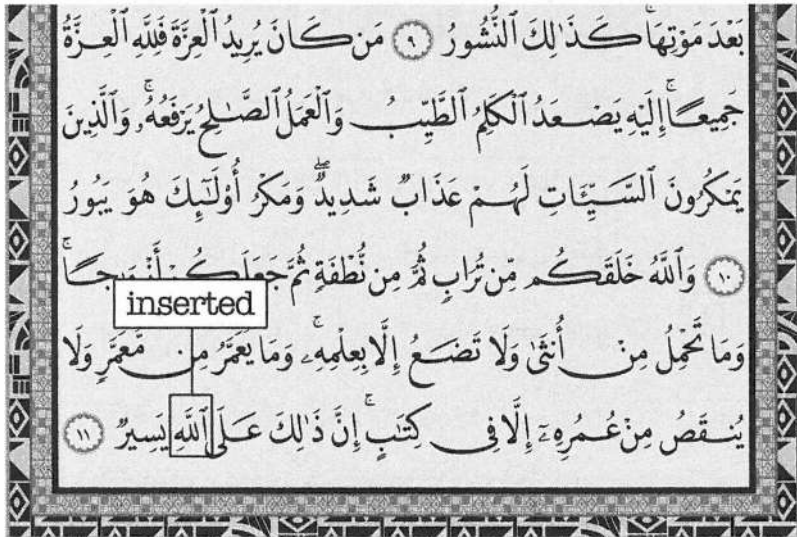 بَعْدَ مَوْتِهَا ۚ كَذَٰلِكَ ٱلنُّشُورُ ۝٩ مَن كَانَ يُرِيدُ ٱلْعِزَّةَ فَلِلَّهِ ٱلْعِزَّةُ
جَمِيعًا ۚ إِلَيْهِ يَصْعَدُ ٱلْكَلِمُ ٱلطَّيِّبُ وَٱلْعَمَلُ ٱلصَّٰلِحُ يَرْفَعُهُۥ ۚ وَٱلَّذِينَ
يَمْكُرُونَ ٱلسَّيِّـَٔاتِ لَهُمْ عَذَابٌ شَدِيدٌ ۖ وَمَكْرُ أُو۟لَٰٓئِكَ هُوَ يَبُورُ
۝١٠ وَٱللَّهُ خَلَقَكُم مِّن تُرَابٍ ثُمَّ مِن نُّطْفَةٍ ثُمَّ جَعَلَكُمْ أَزْوَٰجًا ۚ
inserted
وَمَا تَحْمِلُ مِنْ أُنثَىٰ وَلَا تَضَعُ إِلَّا بِعِلْمِهِۦ ۚ وَمَا يُعَمَّرُ مِن مُّعَمَّرٍ وَلَا
يُنقَصُ مِنْ عُمُرِهِۦٓ إِلَّا فِى كِتَٰبٍ ۚ إِنَّ ذَٰلِكَ عَلَى ٱللَّهِ يَسِيرٌ ۝١١